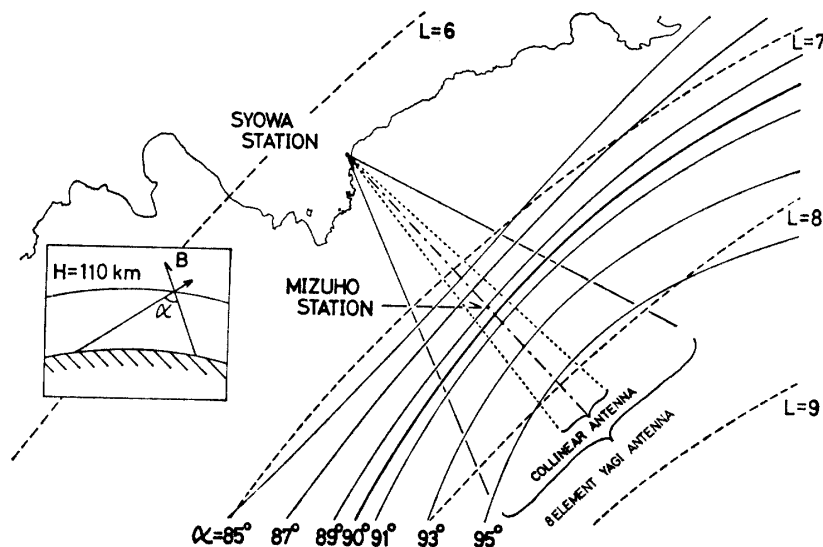 L=6
L=7
SYOWA
STATION
L=8
H=110 km
B
α
MIZUHO
STATION
L=9
COLLINEAR ANTENNA
8 ELEMENT YAGI ANTENNA
α=85° 87° 89° 90° 91° 93° 95°